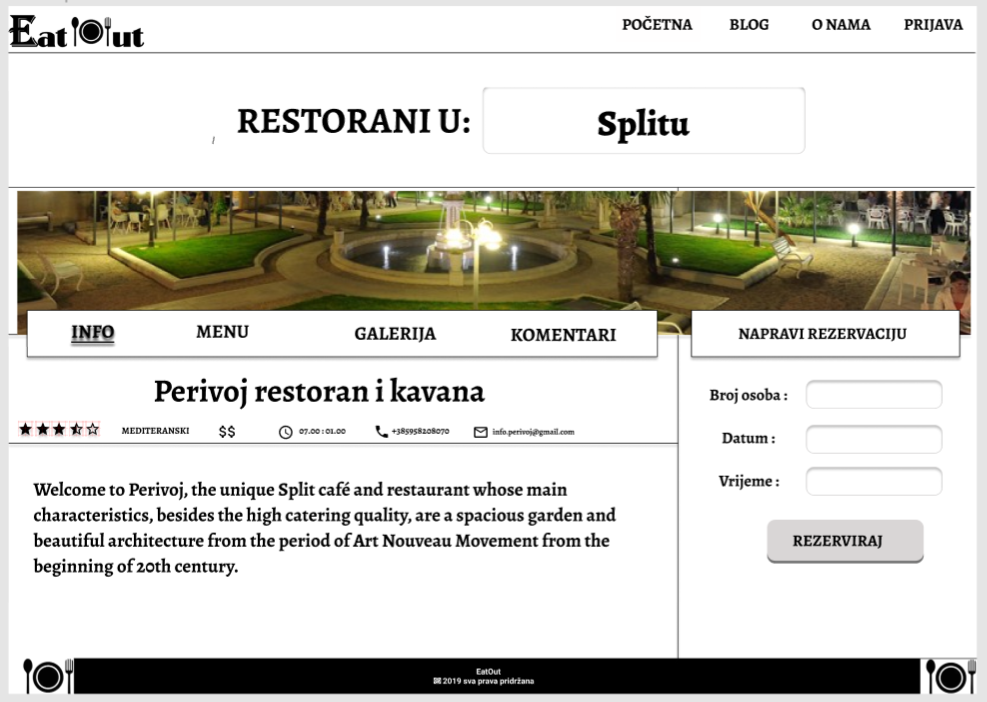 Eat Out
POČETNA BLOG O NAMA PRIJAVA
RESTORANI U: Splitu
INFO MENU GALERIJA KOMENTARI
NAPRAVI REZERVACIJU
Perivoj restoran i kavana
MEDITERANSKI $$ 07.00 : 01.00 +385958208070 info.perivoj@gmail.com
Welcome to Perivoj, the unique Split café and restaurant whose main
characteristics, besides the high catering quality, are a spacious garden and
beautiful architecture from the period of Art Nouveau Movement from the
beginning of 20th century.
Broj osoba :
Datum :
Vrijeme :
REZERVIRAJ
EatOut
2019 sva prava pridržana